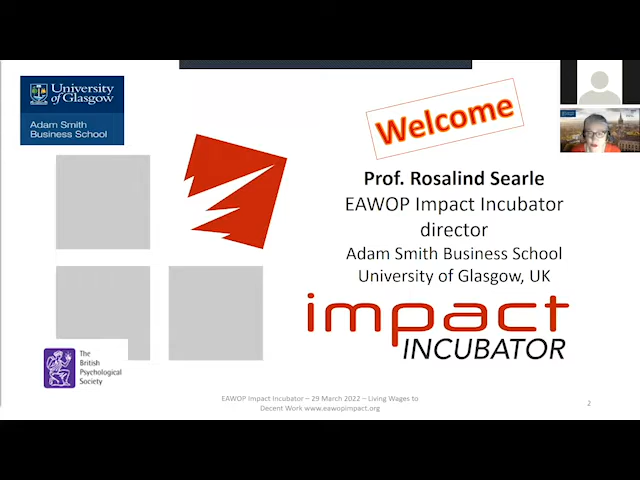 University
of Glasgow
Adam Smith
Business School
Welcome
Prof. Rosalind Searle
EAWOP Impact Incubator
director
Adam Smith Business School
University of Glasgow, UK
impact
INCUBATOR
The
British
Psychological
Society
EAWOP Impact Incubator – 29 March 2022 – Living Wages to
Decent Work www.eawopimpact.org
2